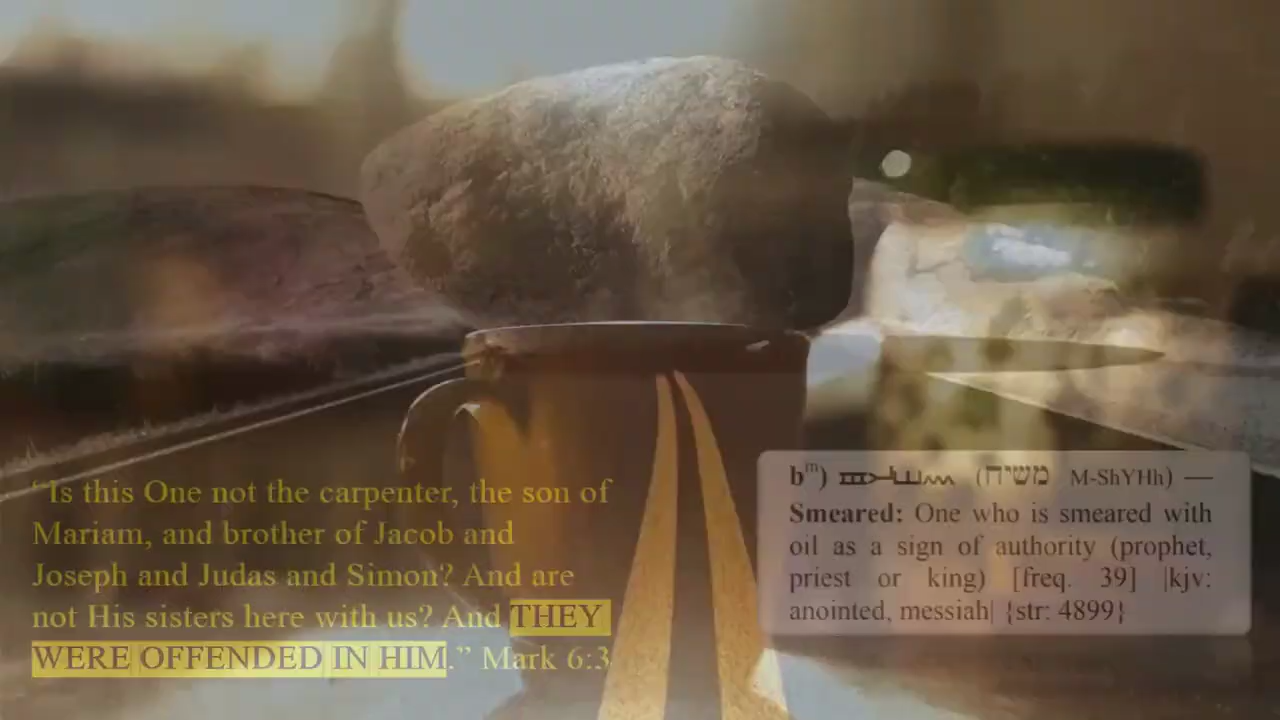 “Is this One not the carpenter, the son of
Mariam, and brother of Jacob and
Joseph and Judas and Simon? And are
not His sisters here with us? And THEY
WERE OFFENDED IN HIM.” Mark 6:3
bᵐ) (משיח M-ShYHh) —
Smeared: One who is smeared with
oil as a sign of authority (prophet,
priest or king) [freq. 39] |kjv:
anointed, messiah| {str: 4899}